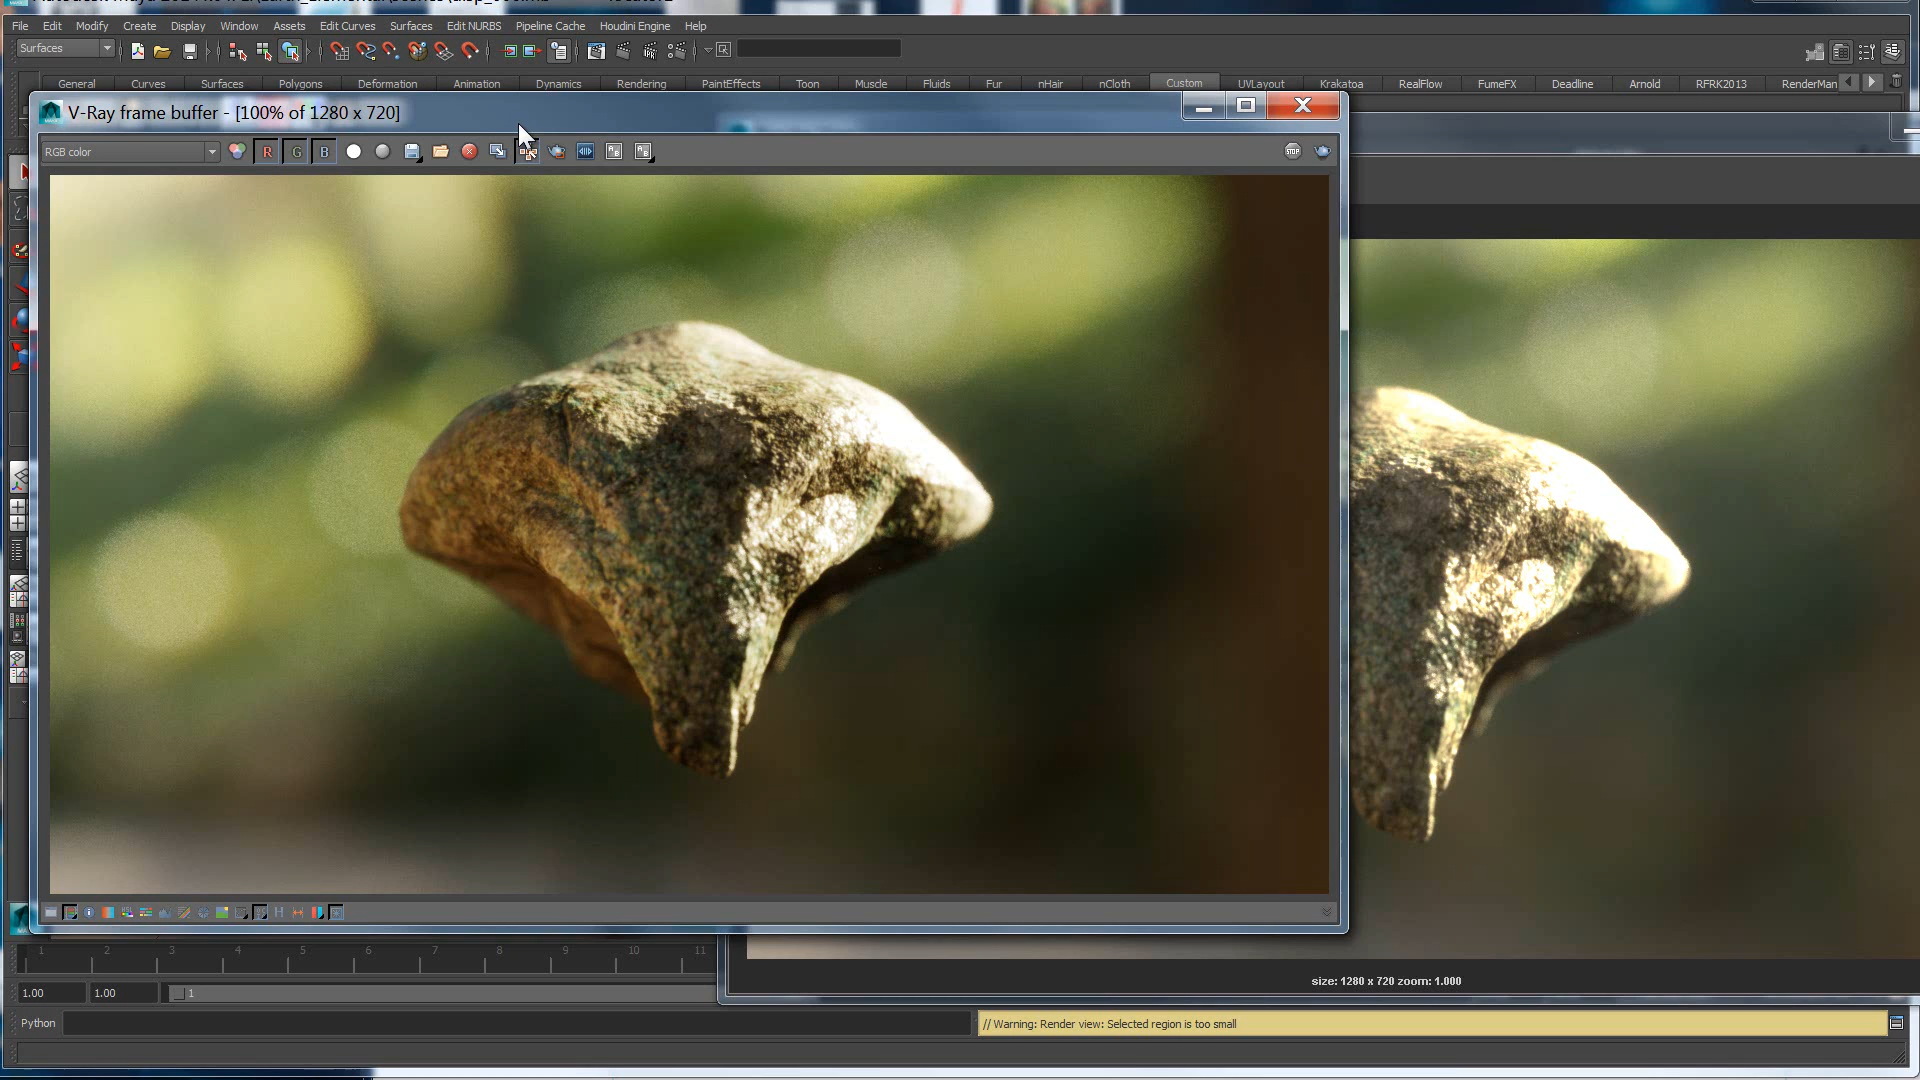 File Edit Modify Create Display Window Assets Edit Curves Surfaces Edit NURBS Pipeline Cache Houdini Engine Help
Surfaces
General Curves Surfaces Polygons Deformation Animation Dynamics Rendering PaintEffects Toon Muscle Fluids Fur nHair nCloth Custom UVLayout Krakatoa RealFlow FumeFX Deadline Arnold RFRK2013 RenderMan
V-Ray frame buffer - [100% of 1280 x 720]
RGB color
R G B
STOP
1 2 3 4 5 6 7 8 9 10 11
size: 1280 x 720 zoom: 1.000
1.00 1.00 1
Python
// Warning: Render view: Selected region is too small